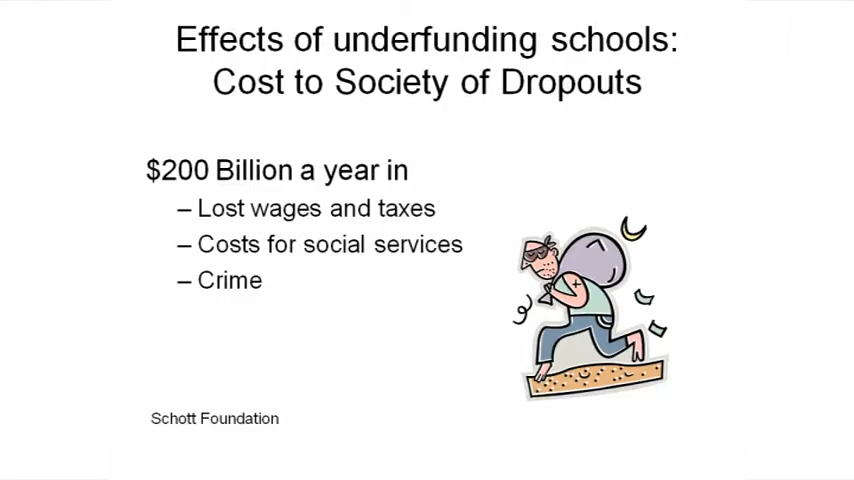 Effects of underfunding schools:
Cost to Society of Dropouts
$200 Billion a year in
– Lost wages and taxes
– Costs for social services
– Crime
Schott Foundation